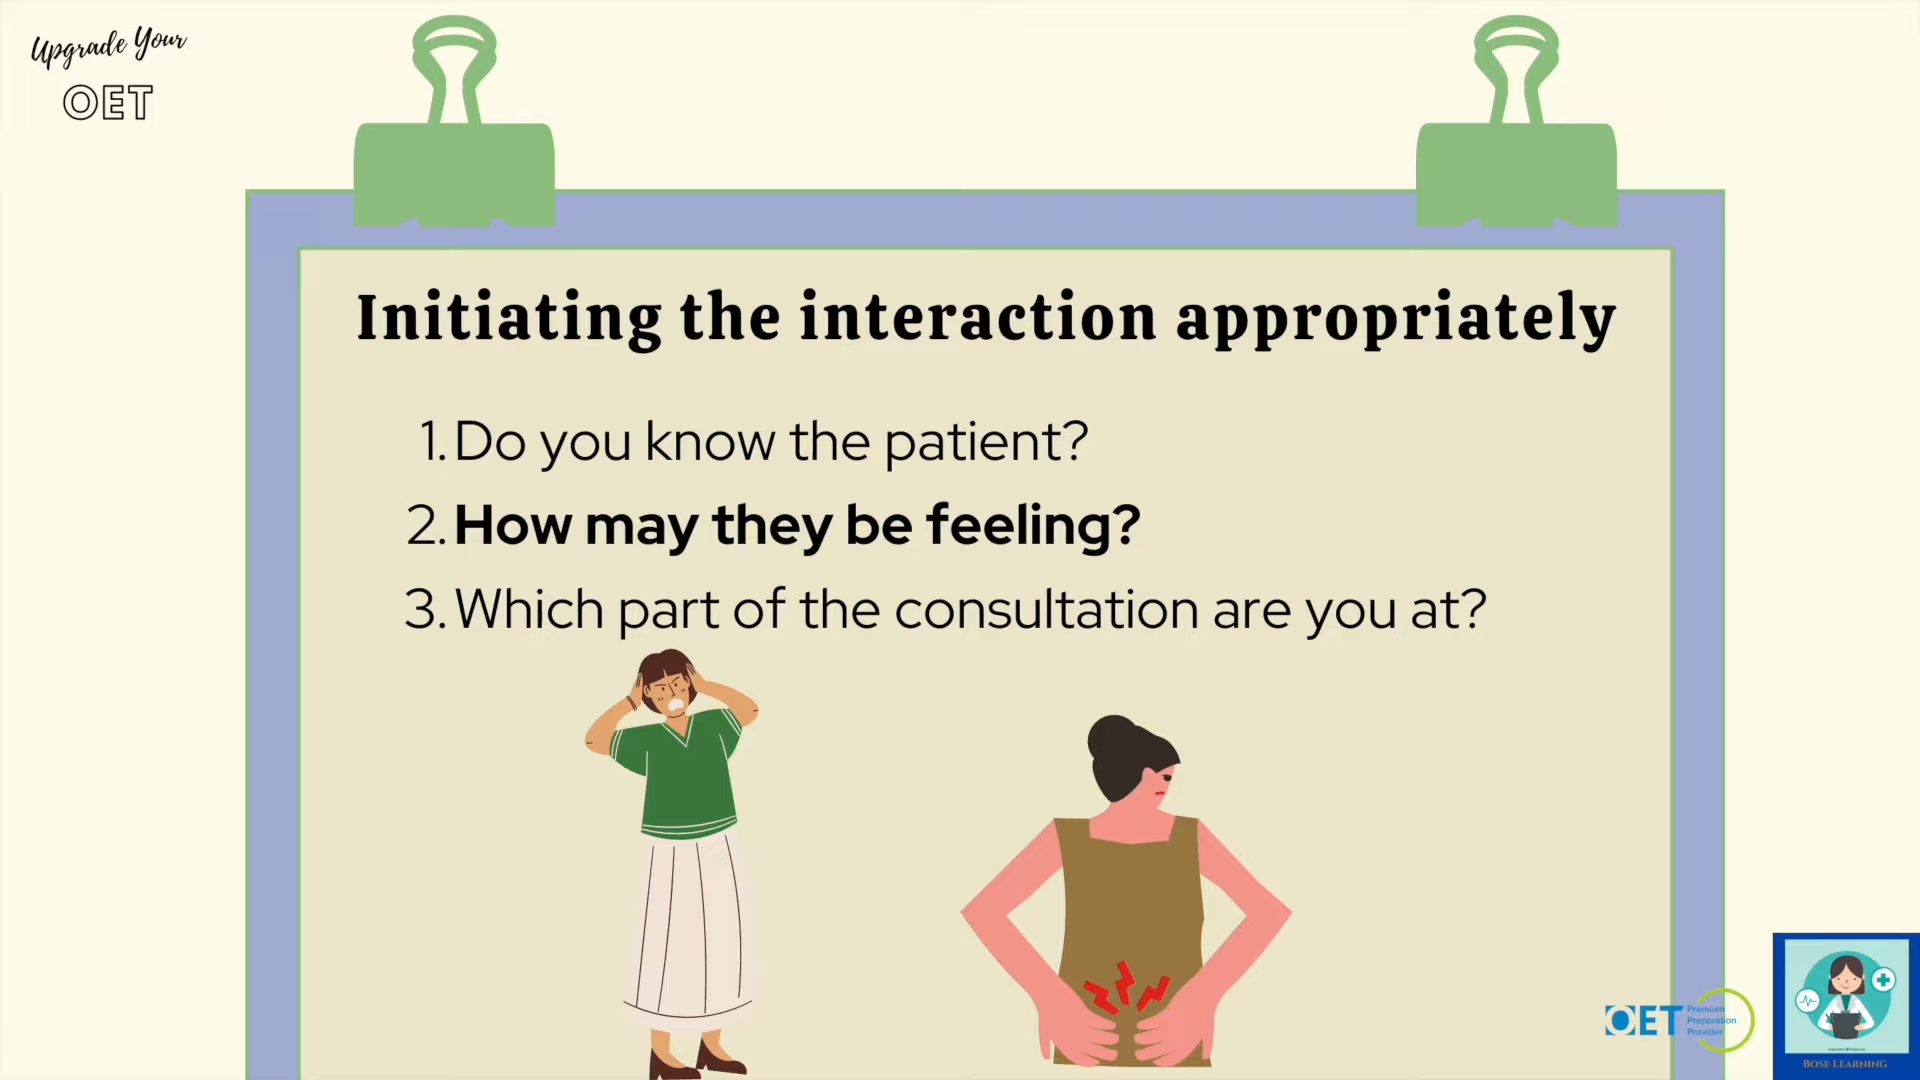 Upgrade Your
OET
Initiating the interaction appropriately
1. Do you know the patient?
2. How may they be feeling?
3. Which part of the consultation are you at?
OET Premium
Preparation
Provider
BOSE LEARNING